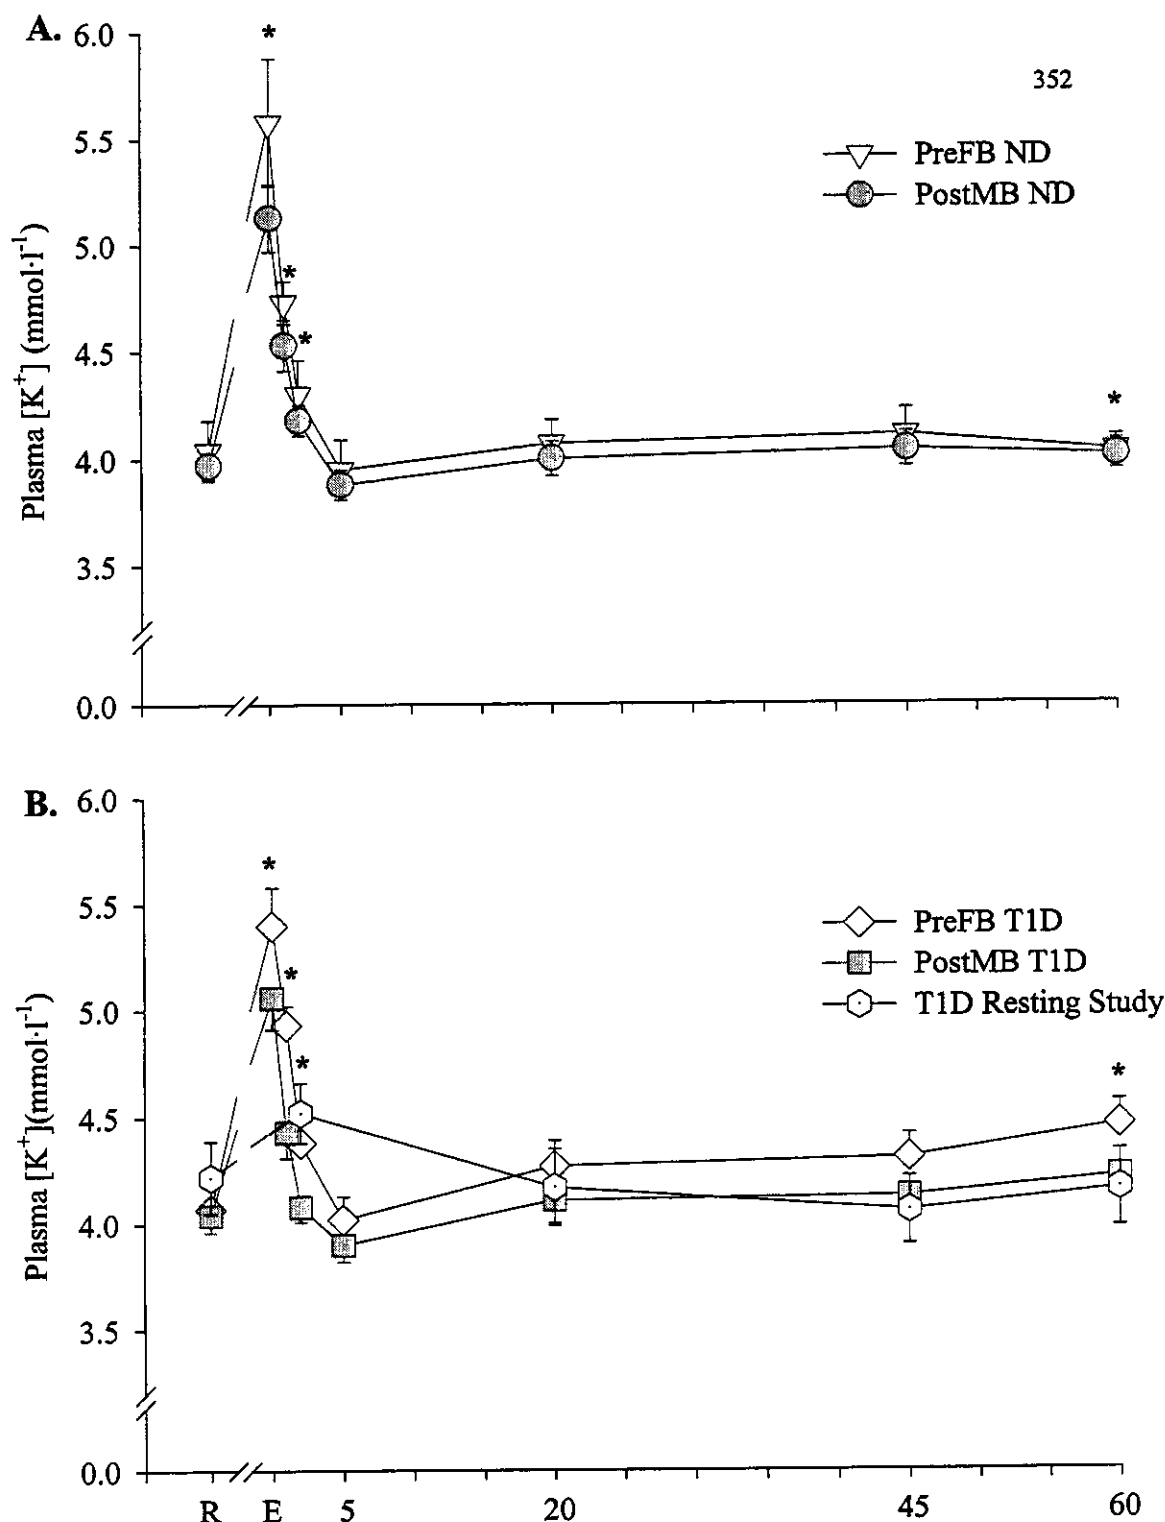 A.
6.0
*
352
5.5
PreFB ND
PostMB ND
5.0
*
*
4.5
*
4.0
3.5
0.0
Plasma [K⁺] (mmol·l⁻¹)
B.
6.0
*
5.5
PreFB T1D
PostMB T1D
T1D Resting Study
*
5.0
*
*
4.5
4.0
3.5
0.0
Plasma [K⁺](mmol·l⁻¹)
R E 5 20 45 60